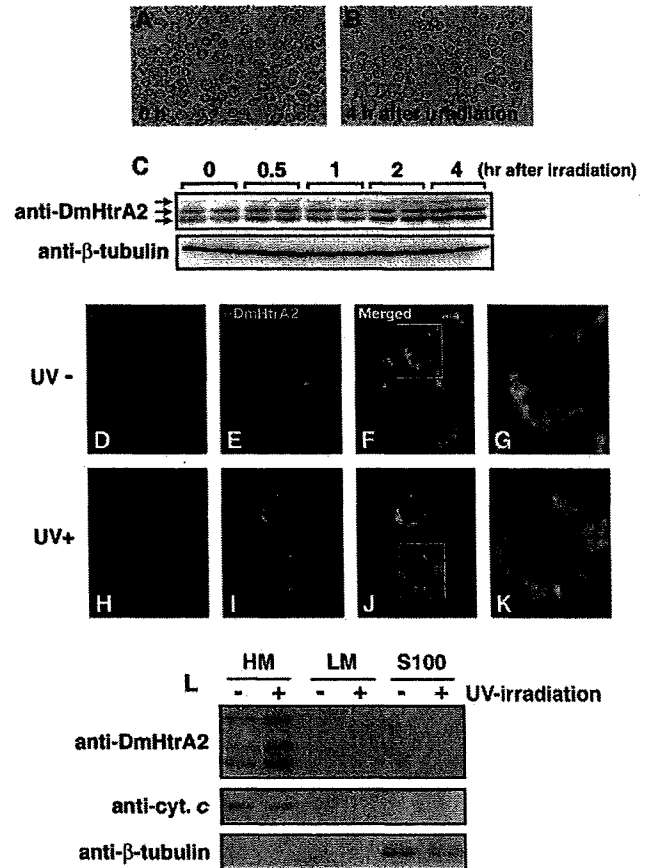 A
B
0 h
4 hr after irradiation
C
0 0.5 1 2 4 (hr after irradiation)
anti-DmHtrA2
anti-β-tubulin
DmHtrA2
Merged
UV -
D E F G
UV+
H I J K
HM LM S100
L - + - + - + UV-irradiation
anti-DmHtrA2
anti-cyt. c
anti-β-tubulin